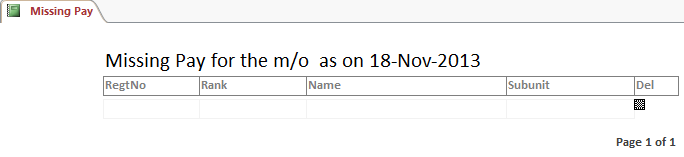 Missing Pay
Missing Pay for the m/o  as on 18-Nov-2013
RegtNo Rank Name Subunit Del
Page 1 of 1